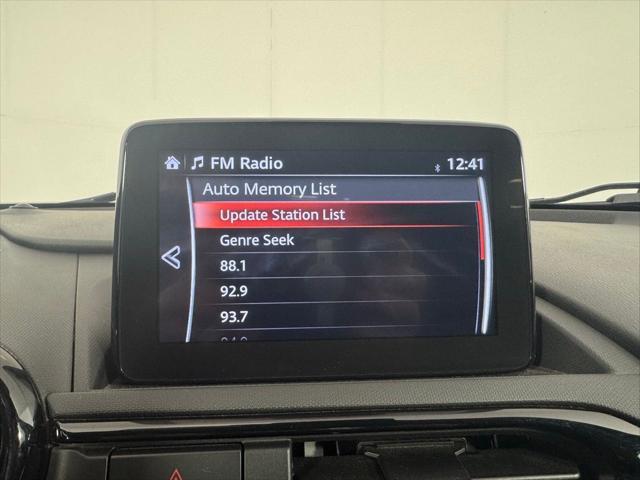 FM Radio 12:41
Auto Memory List
Update Station List
Genre Seek
88.1
92.9
93.7